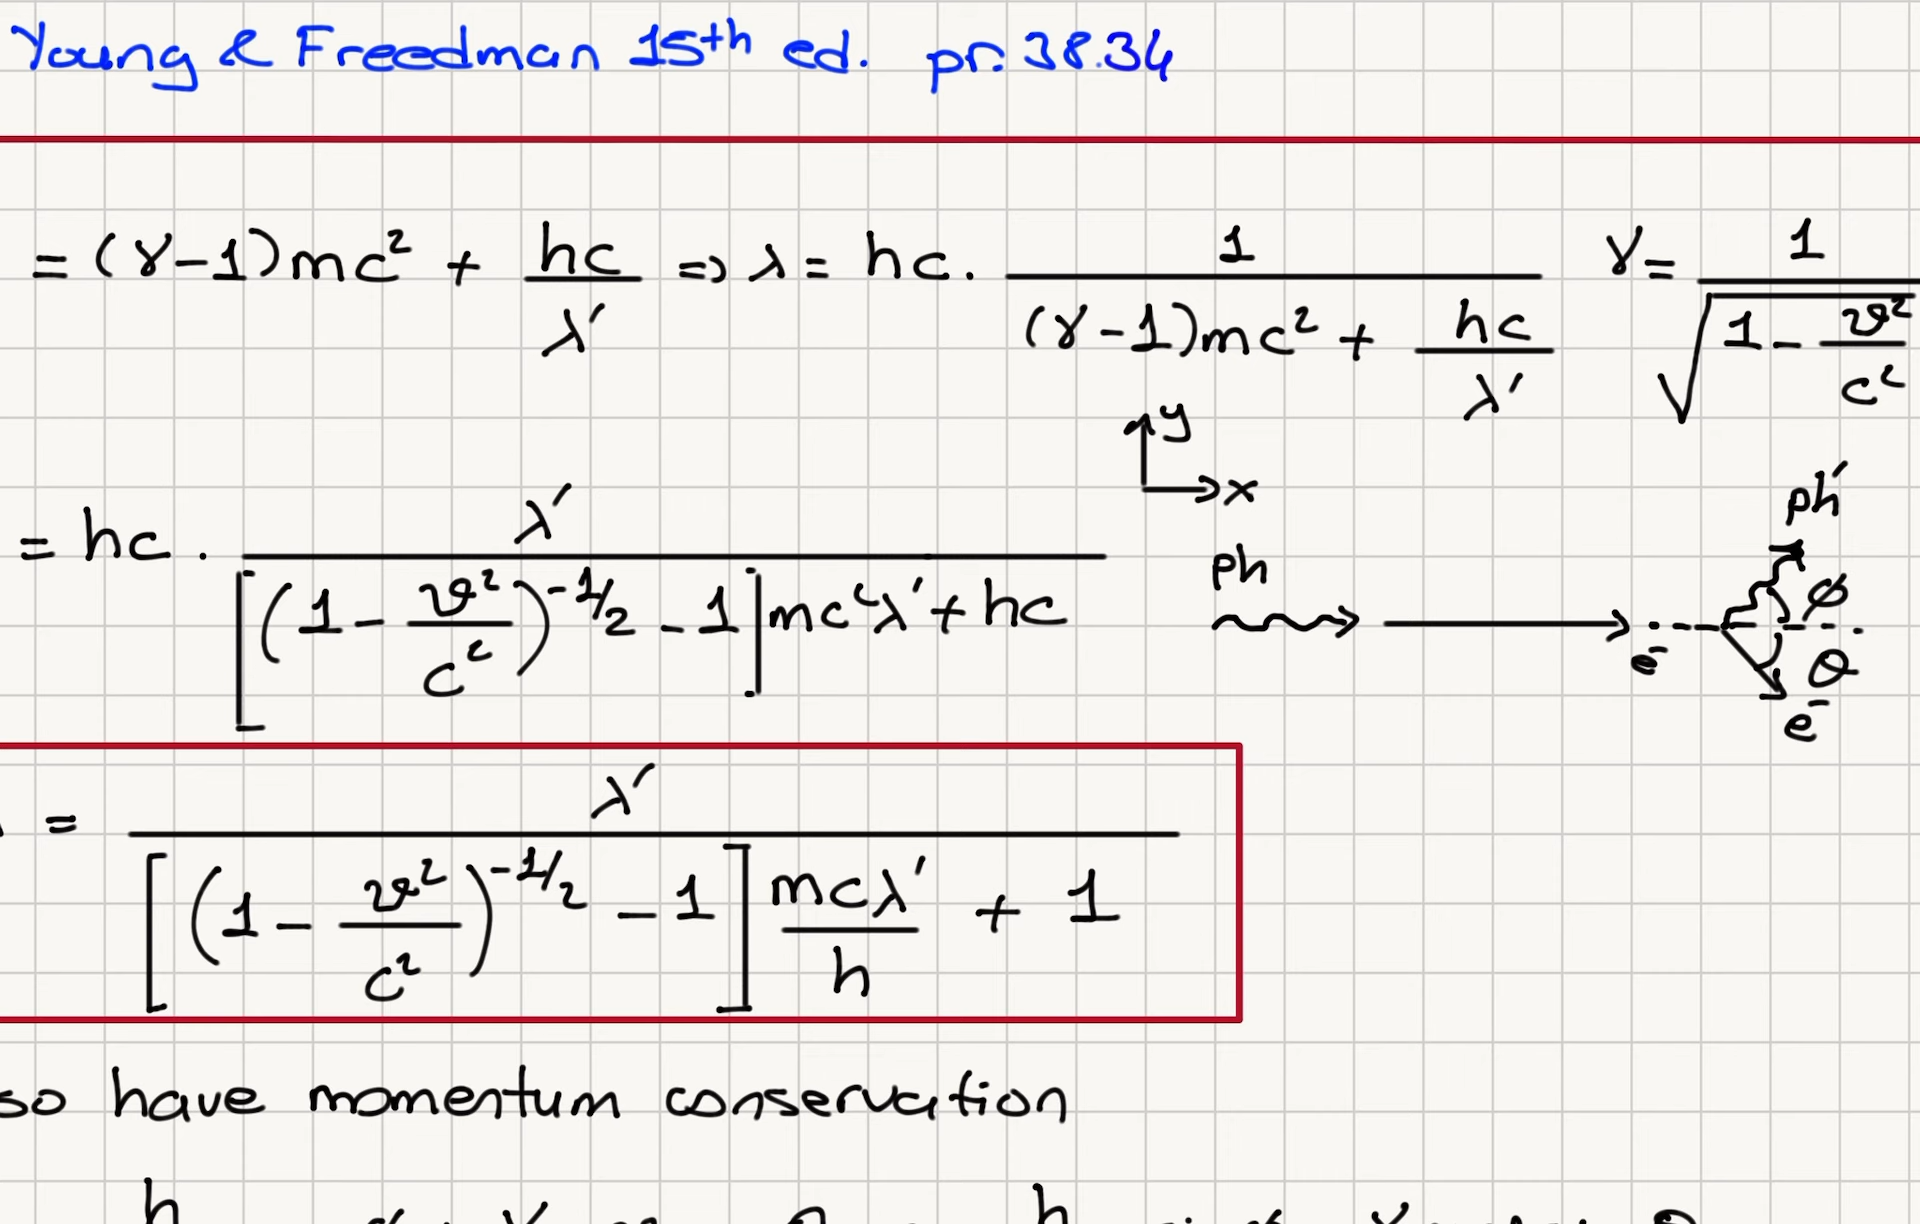 Young & Freedman 15th ed. pr. 38.34
= (γ-1)mc² + hc/λ' => λ = hc · 1/((γ-1)mc² + hc/λ') γ = 1/√(1 - v²/c²)
y
x
= hc · λ'/([(1 - v²/c²)^(-1/2) - 1]mc²λ' + hc)
ph
ph'
ϕ
e⁻
θ
e⁻
= λ'/([(1 - v²/c²)^(-1/2) - 1] mcλ'/h + 1)
so have momentum conservation
h h